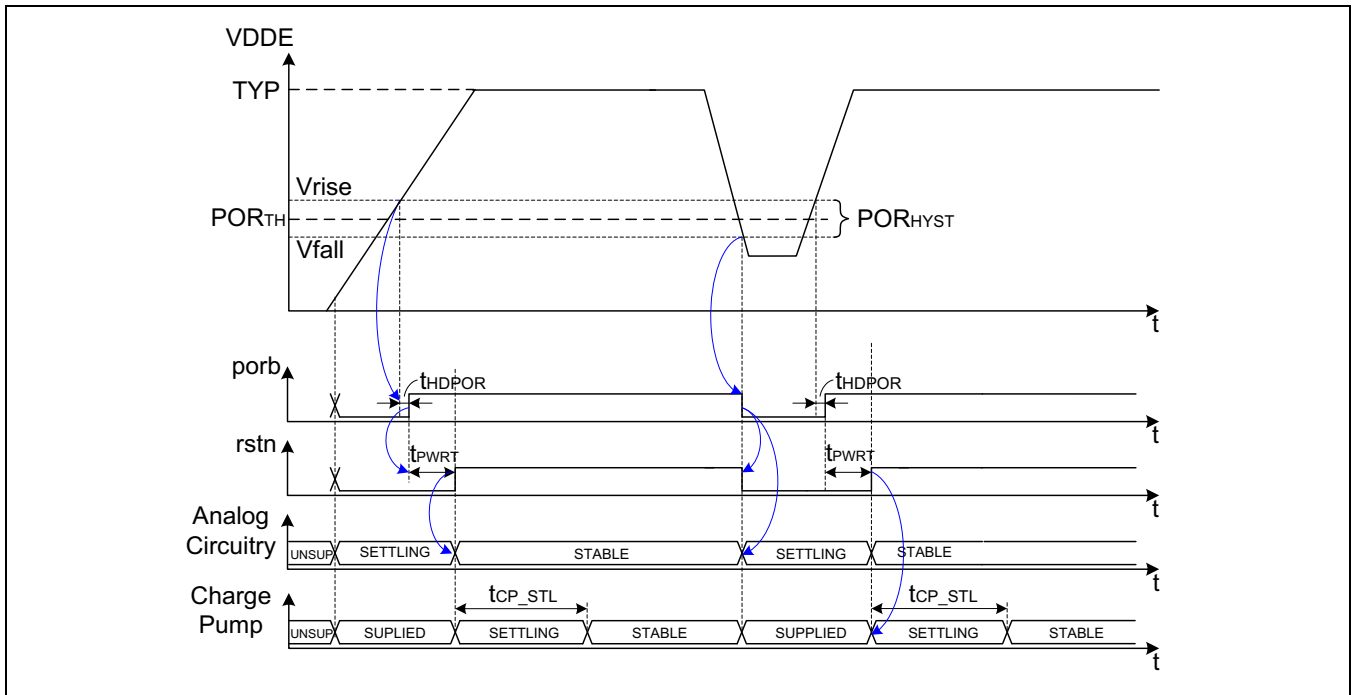 VDDE
TYP
Vrise
PORTH
PORHYST
Vfall
t
porb
tHDPOR
tHDPOR
t
rstn
tPWRT
tPWRT
t
Analog
Circuitry
UNSUP
SETTLING
STABLE
SETTLING
STABLE
t
Charge
Pump
tCP_STL
tCP_STL
UNSUP
SUPLIED
SETTLING
STABLE
SUPPLIED
SETTLING
STABLE
t